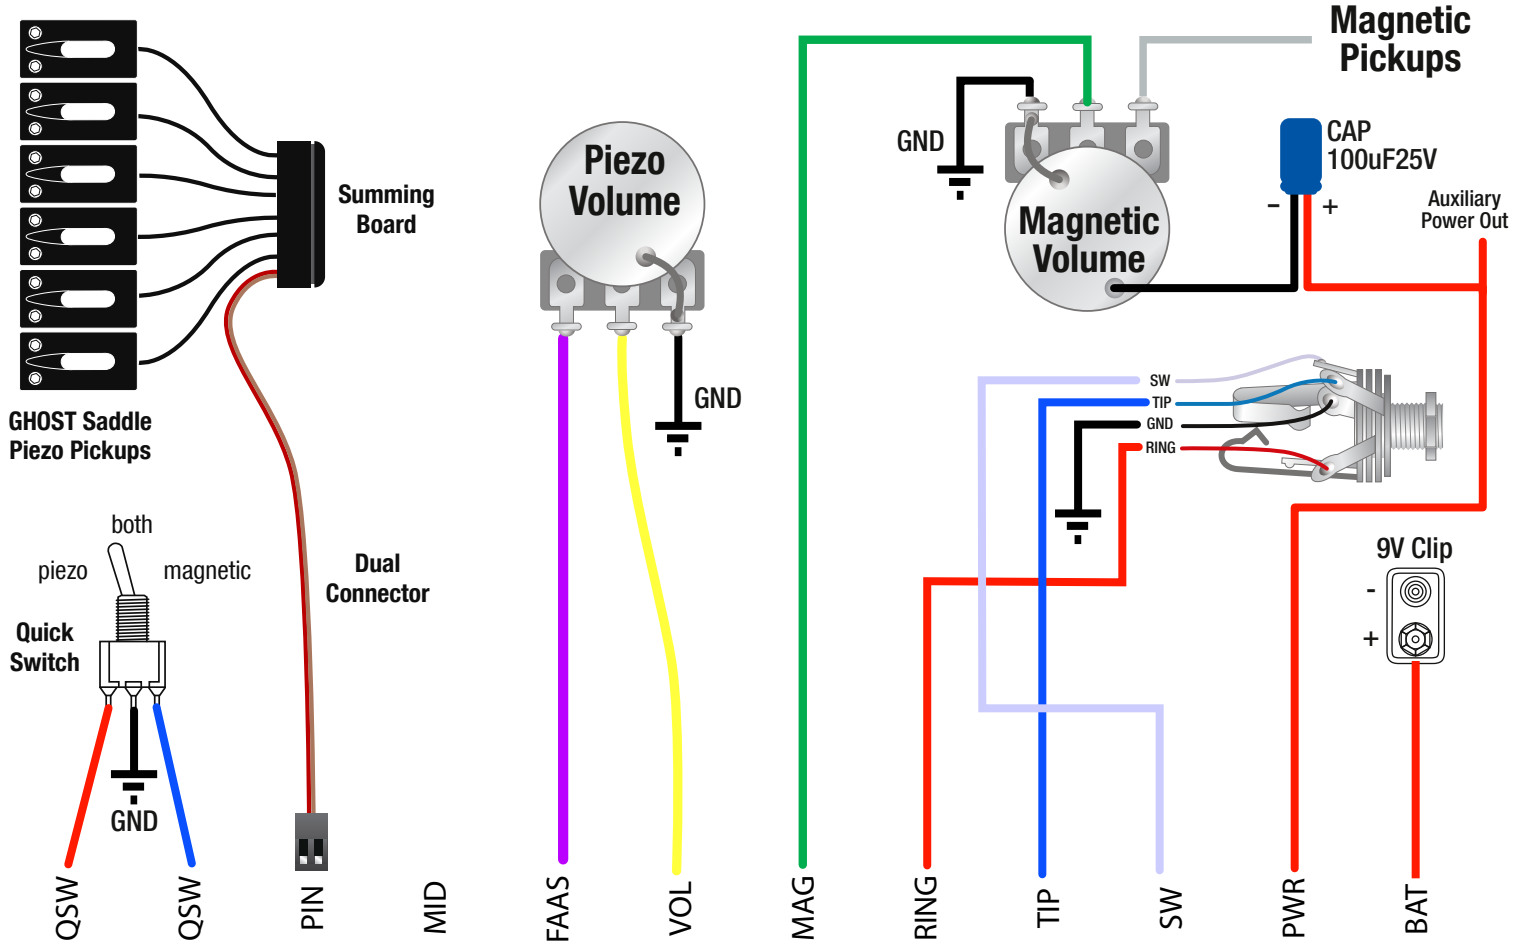 Magnetic
Pickups
GND
CAP
100uF25V
-
+
Auxiliary
Power Out
Piezo
Volume
Magnetic
Volume
Summing
Board
GND
SW
TIP
GND
RING
GHOST Saddle
Piezo Pickups
both
piezo
magnetic
Quick
Switch
Dual
Connector
9V Clip
-
+
GND
QSW
QSW
PIN
MID
FAAS
VOL
MAG
RING
TIP
SW
PWR
BAT